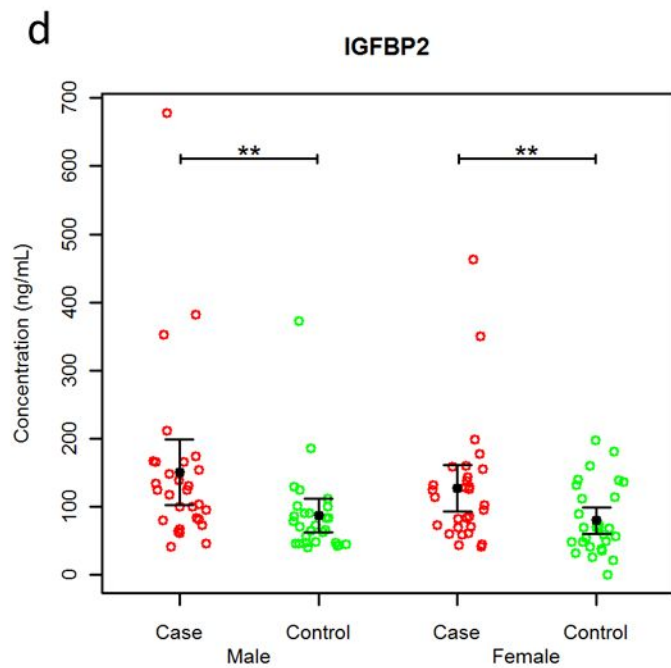 d
IGFBP2
Concentration (ng/mL)
700
600
500
400
300
200
100
0
**
**
Case
Control
Case
Control
Male
Female